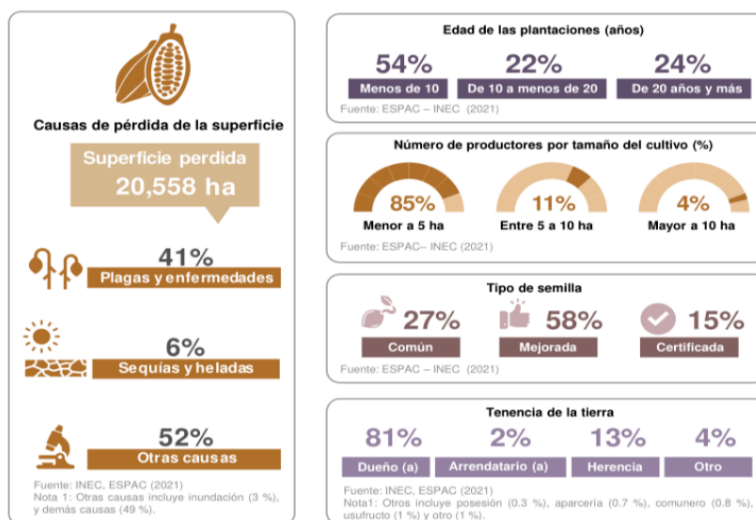 Causas de pérdida de la superficie
Superficie perdida
20,558 ha
41%
Plagas y enfermedades
6%
Sequías y heladas
52%
Otras causas
Fuente: INEC, ESPAC (2021)
Nota 1: Otras causas incluye inundación (3 %),
y demás causas (49 %).
Edad de las plantaciones (años)
54% 22% 24%
Menos de 10 De 10 a menos de 20 De 20 años y más
Fuente: ESPAC – INEC (2021)
Número de productores por tamaño del cultivo (%)
85% 11% 4%
Menor a 5 ha Entre 5 a 10 ha Mayor a 10 ha
Fuente: ESPAC– INEC (2021)
Tipo de semilla
27% 58% 15%
Común Mejorada Certificada
Fuente: ESPAC – INEC (2021)
Tenencia de la tierra
81% 2% 13% 4%
Dueño (a) Arrendatario (a) Herencia Otro
Fuente: INEC, ESPAC (2021)
Nota1: Otros incluye posesión (0.3 %), aparcería (0.7 %), comunero (0.8 %),
usufructo (1 %) y otro (1 %).